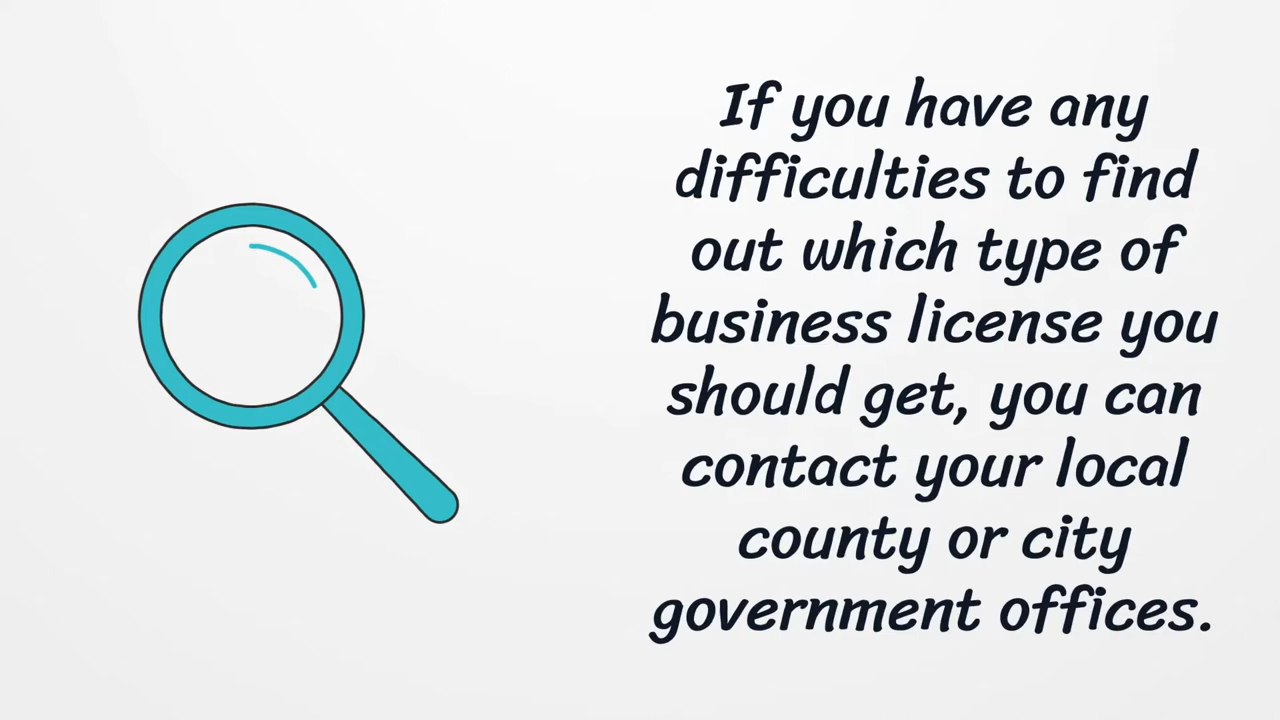 If you have any
difficulties to find
out which type of
business license you
should get, you can
contact your local
county or city
government offices.